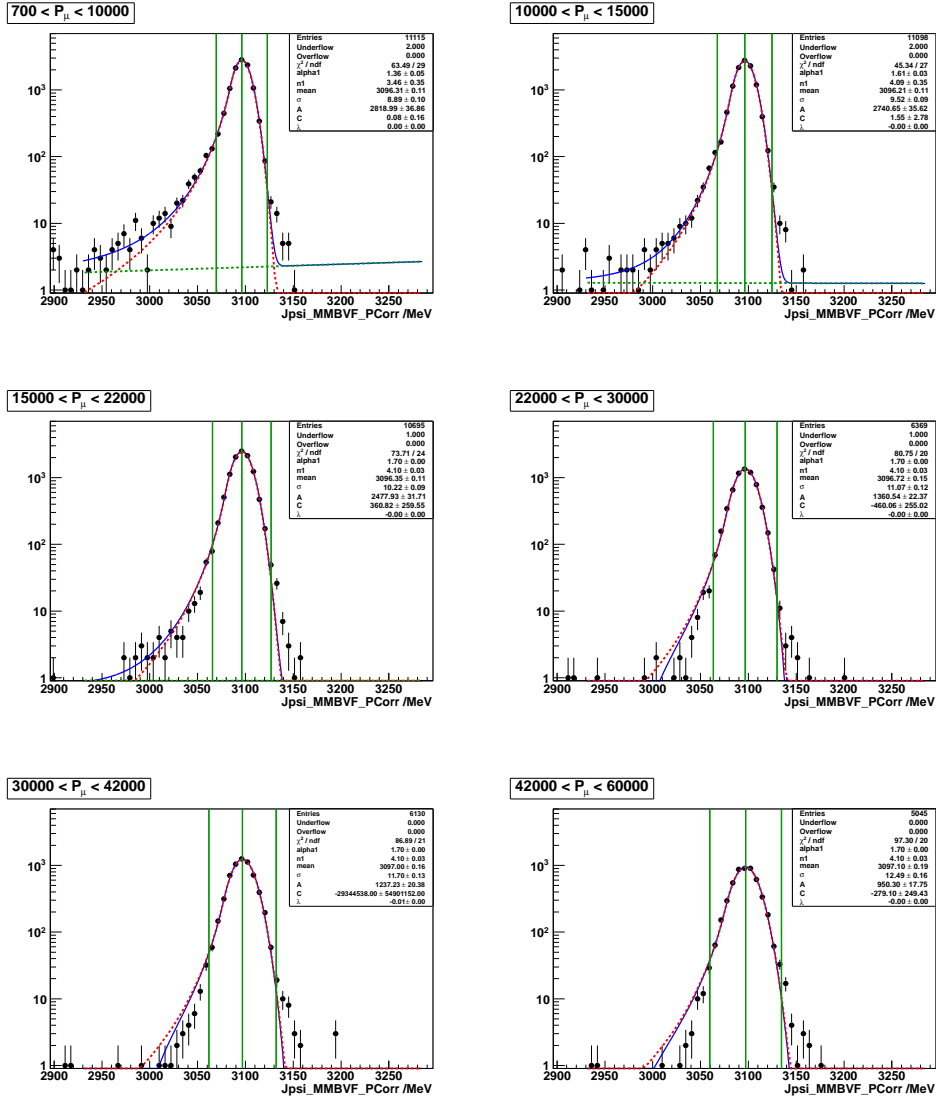 700 < Pμ < 10000
Entries 11115
Underflow 2.000
Overflow 0.000
χ² / ndf 63.49 / 29
alpha1 1.36 ± 0.05
n1 3.46 ± 0.35
mean 3096.31 ± 0.11
σ 8.89 ± 0.10
A 2818.99 ± 36.86
C 0.08 ± 0.16
λ 0.00 ± 0.00
10³
10²
10
1
2900 2950 3000 3050 3100 3150 3200 3250
Jpsi_MMBVF_PCorr /MeV
10000 < Pμ < 15000
Entries 11098
Underflow 2.000
Overflow 0.000
χ² / ndf 45.34 / 27
alpha1 1.61 ± 0.03
n1 4.09 ± 0.35
mean 3096.21 ± 0.11
σ 9.52 ± 0.09
A 2740.65 ± 35.62
C 1.55 ± 2.78
λ -0.00 ± 0.00
10³
10²
10
1
2900 2950 3000 3050 3100 3150 3200 3250
Jpsi_MMBVF_PCorr /MeV
15000 < Pμ < 22000
Entries 10695
Underflow 1.000
Overflow 0.000
χ² / ndf 73.71 / 24
alpha1 1.70 ± 0.00
n1 4.10 ± 0.03
mean 3096.35 ± 0.11
σ 10.22 ± 0.09
A 2477.93 ± 31.71
C 360.82 ± 259.55
λ -0.00 ± 0.00
10³
10²
10
1
2900 2950 3000 3050 3100 3150 3200 3250
Jpsi_MMBVF_PCorr /MeV
22000 < Pμ < 30000
Entries 6369
Underflow 1.000
Overflow 0.000
χ² / ndf 80.75 / 20
alpha1 1.70 ± 0.00
n1 4.10 ± 0.03
mean 3096.72 ± 0.15
σ 11.07 ± 0.12
A 1360.54 ± 22.37
C -460.06 ± 255.02
λ -0.00 ± 0.00
10³
10²
10
1
2900 2950 3000 3050 3100 3150 3200 3250
Jpsi_MMBVF_PCorr /MeV
30000 < Pμ < 42000
Entries 6130
Underflow 0.000
Overflow 0.000
χ² / ndf 86.89 / 21
alpha1 1.70 ± 0.00
n1 4.10 ± 0.03
mean 3097.00 ± 0.16
σ 11.70 ± 0.13
A 1237.23 ± 20.38
C -29344538.00 ± 54901152.00
λ -0.01 ± 0.00
10³
10²
10
1
2900 2950 3000 3050 3100 3150 3200 3250
Jpsi_MMBVF_PCorr /MeV
42000 < Pμ < 60000
Entries 5045
Underflow 0.000
Overflow 0.000
χ² / ndf 97.30 / 20
alpha1 1.70 ± 0.00
n1 4.10 ± 0.03
mean 3097.10 ± 0.19
σ 12.49 ± 0.16
A 950.30 ± 17.75
C -279.10 ± 249.43
λ -0.00 ± 0.00
10³
10²
10
1
2900 2950 3000 3050 3100 3150 3200 3250
Jpsi_MMBVF_PCorr /MeV